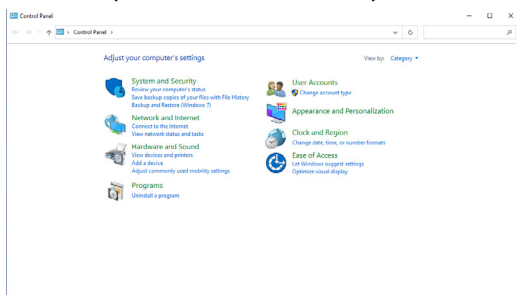 Control Panel
Control Panel
Adjust your computer's settings
View by: Category
System and Security
Review your computer's status
Save backup copies of your files with File History
Backup and Restore (Windows 7)
Network and Internet
Connect to the Internet
View network status and tasks
Hardware and Sound
View devices and printers
Add a device
Adjust commonly used mobility settings
Programs
Uninstall a program
User Accounts
Change account type
Appearance and Personalization
Clock and Region
Change date, time, or number formats
Ease of Access
Let Windows suggest settings
Optimize visual display